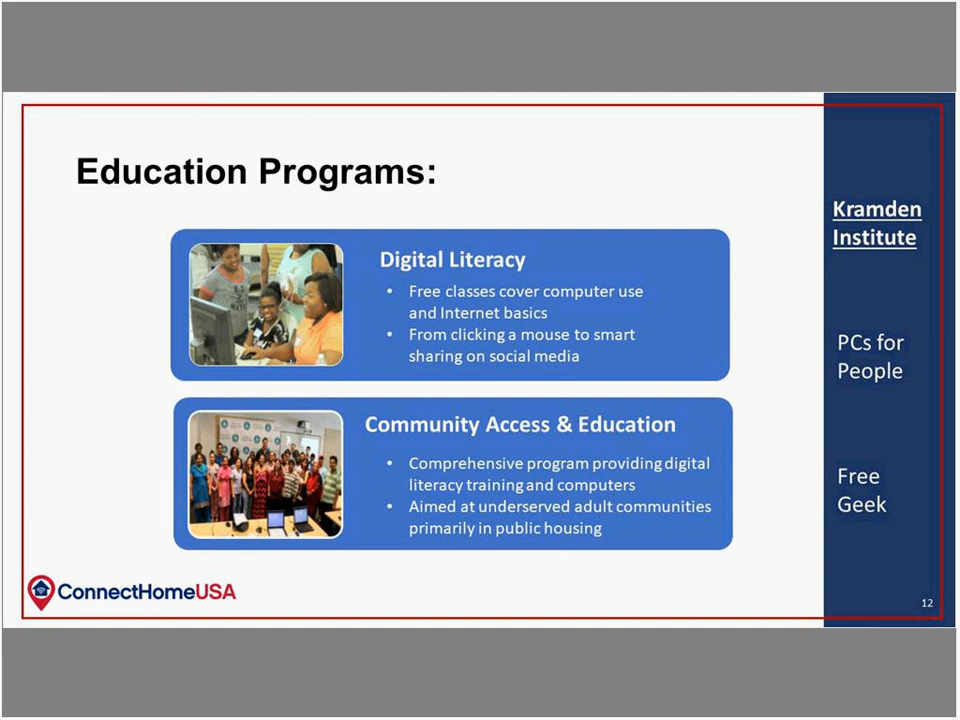 Education Programs:
Digital Literacy
• Free classes cover computer use
and Internet basics
• From clicking a mouse to smart
sharing on social media
Community Access & Education
• Comprehensive program providing digital
literacy training and computers
• Aimed at underserved adult communities
primarily in public housing
Kramden
Institute
PCs for
People
Free
Geek
ConnectHomeUSA
12